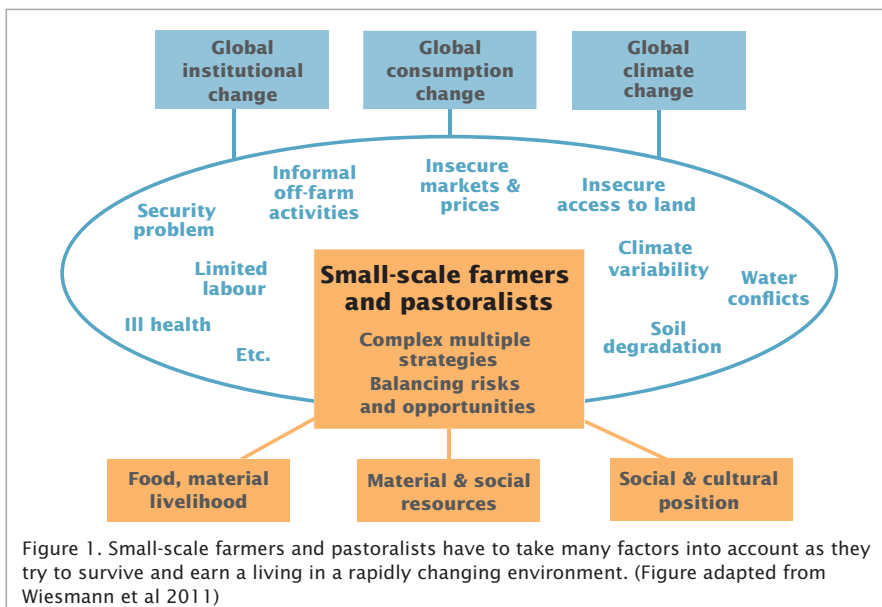 Global
institutional
change
Global
consumption
change
Global
climate
change
Informal
off-farm
activities
Insecure
markets &
prices
Insecure
access to land
Security
problem
Limited
labour
Ill health
Etc.
Climate
variability
Water
conflicts
Soil
degradation
Small-scale farmers
and pastoralists
Complex multiple
strategies
Balancing risks
and opportunities
Food, material
livelihood
Material & social
resources
Social & cultural
position
Figure 1. Small-scale farmers and pastoralists have to take many factors into account as they
try to survive and earn a living in a rapidly changing environment. (Figure adapted from
Wiesmann et al 2011)